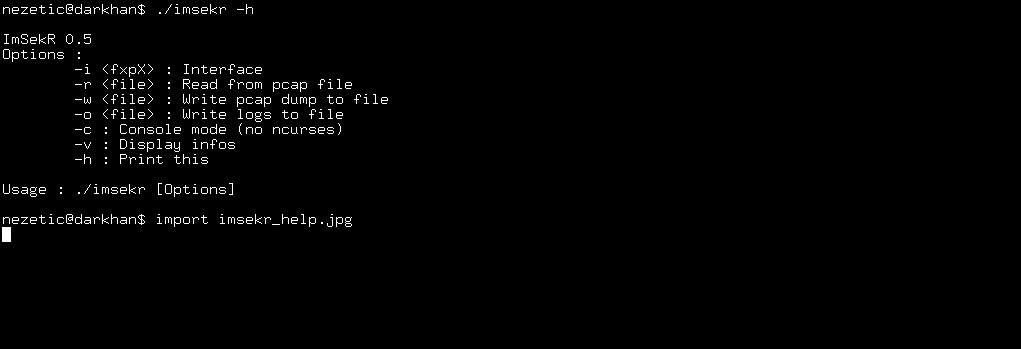 nezetic@darkhan$ ./imsekr -h
ImSekR 0.5
Options :
-i <fxpX> : Interface
-r <file> : Read from pcap file
-w <file> : Write pcap dump to file
-o <file> : Write logs to file
-c : Console mode (no ncurses)
-v : Display infos
-h : Print this
Usage : ./imsekr [Options]
nezetic@darkhan$ import imsekr_help.jpg